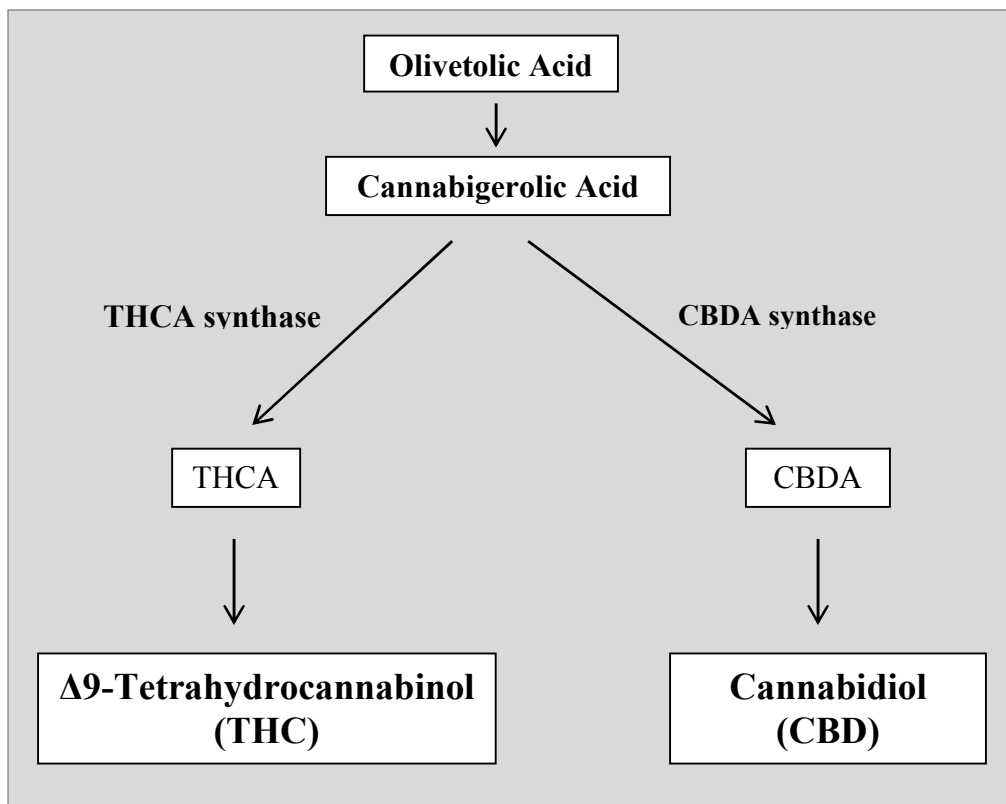 Olivetolic Acid
Cannabigerolic Acid
THCA synthase
CBDA synthase
THCA
CBDA
Δ9-Tetrahydrocannabinol
(THC)
Cannabidiol
(CBD)